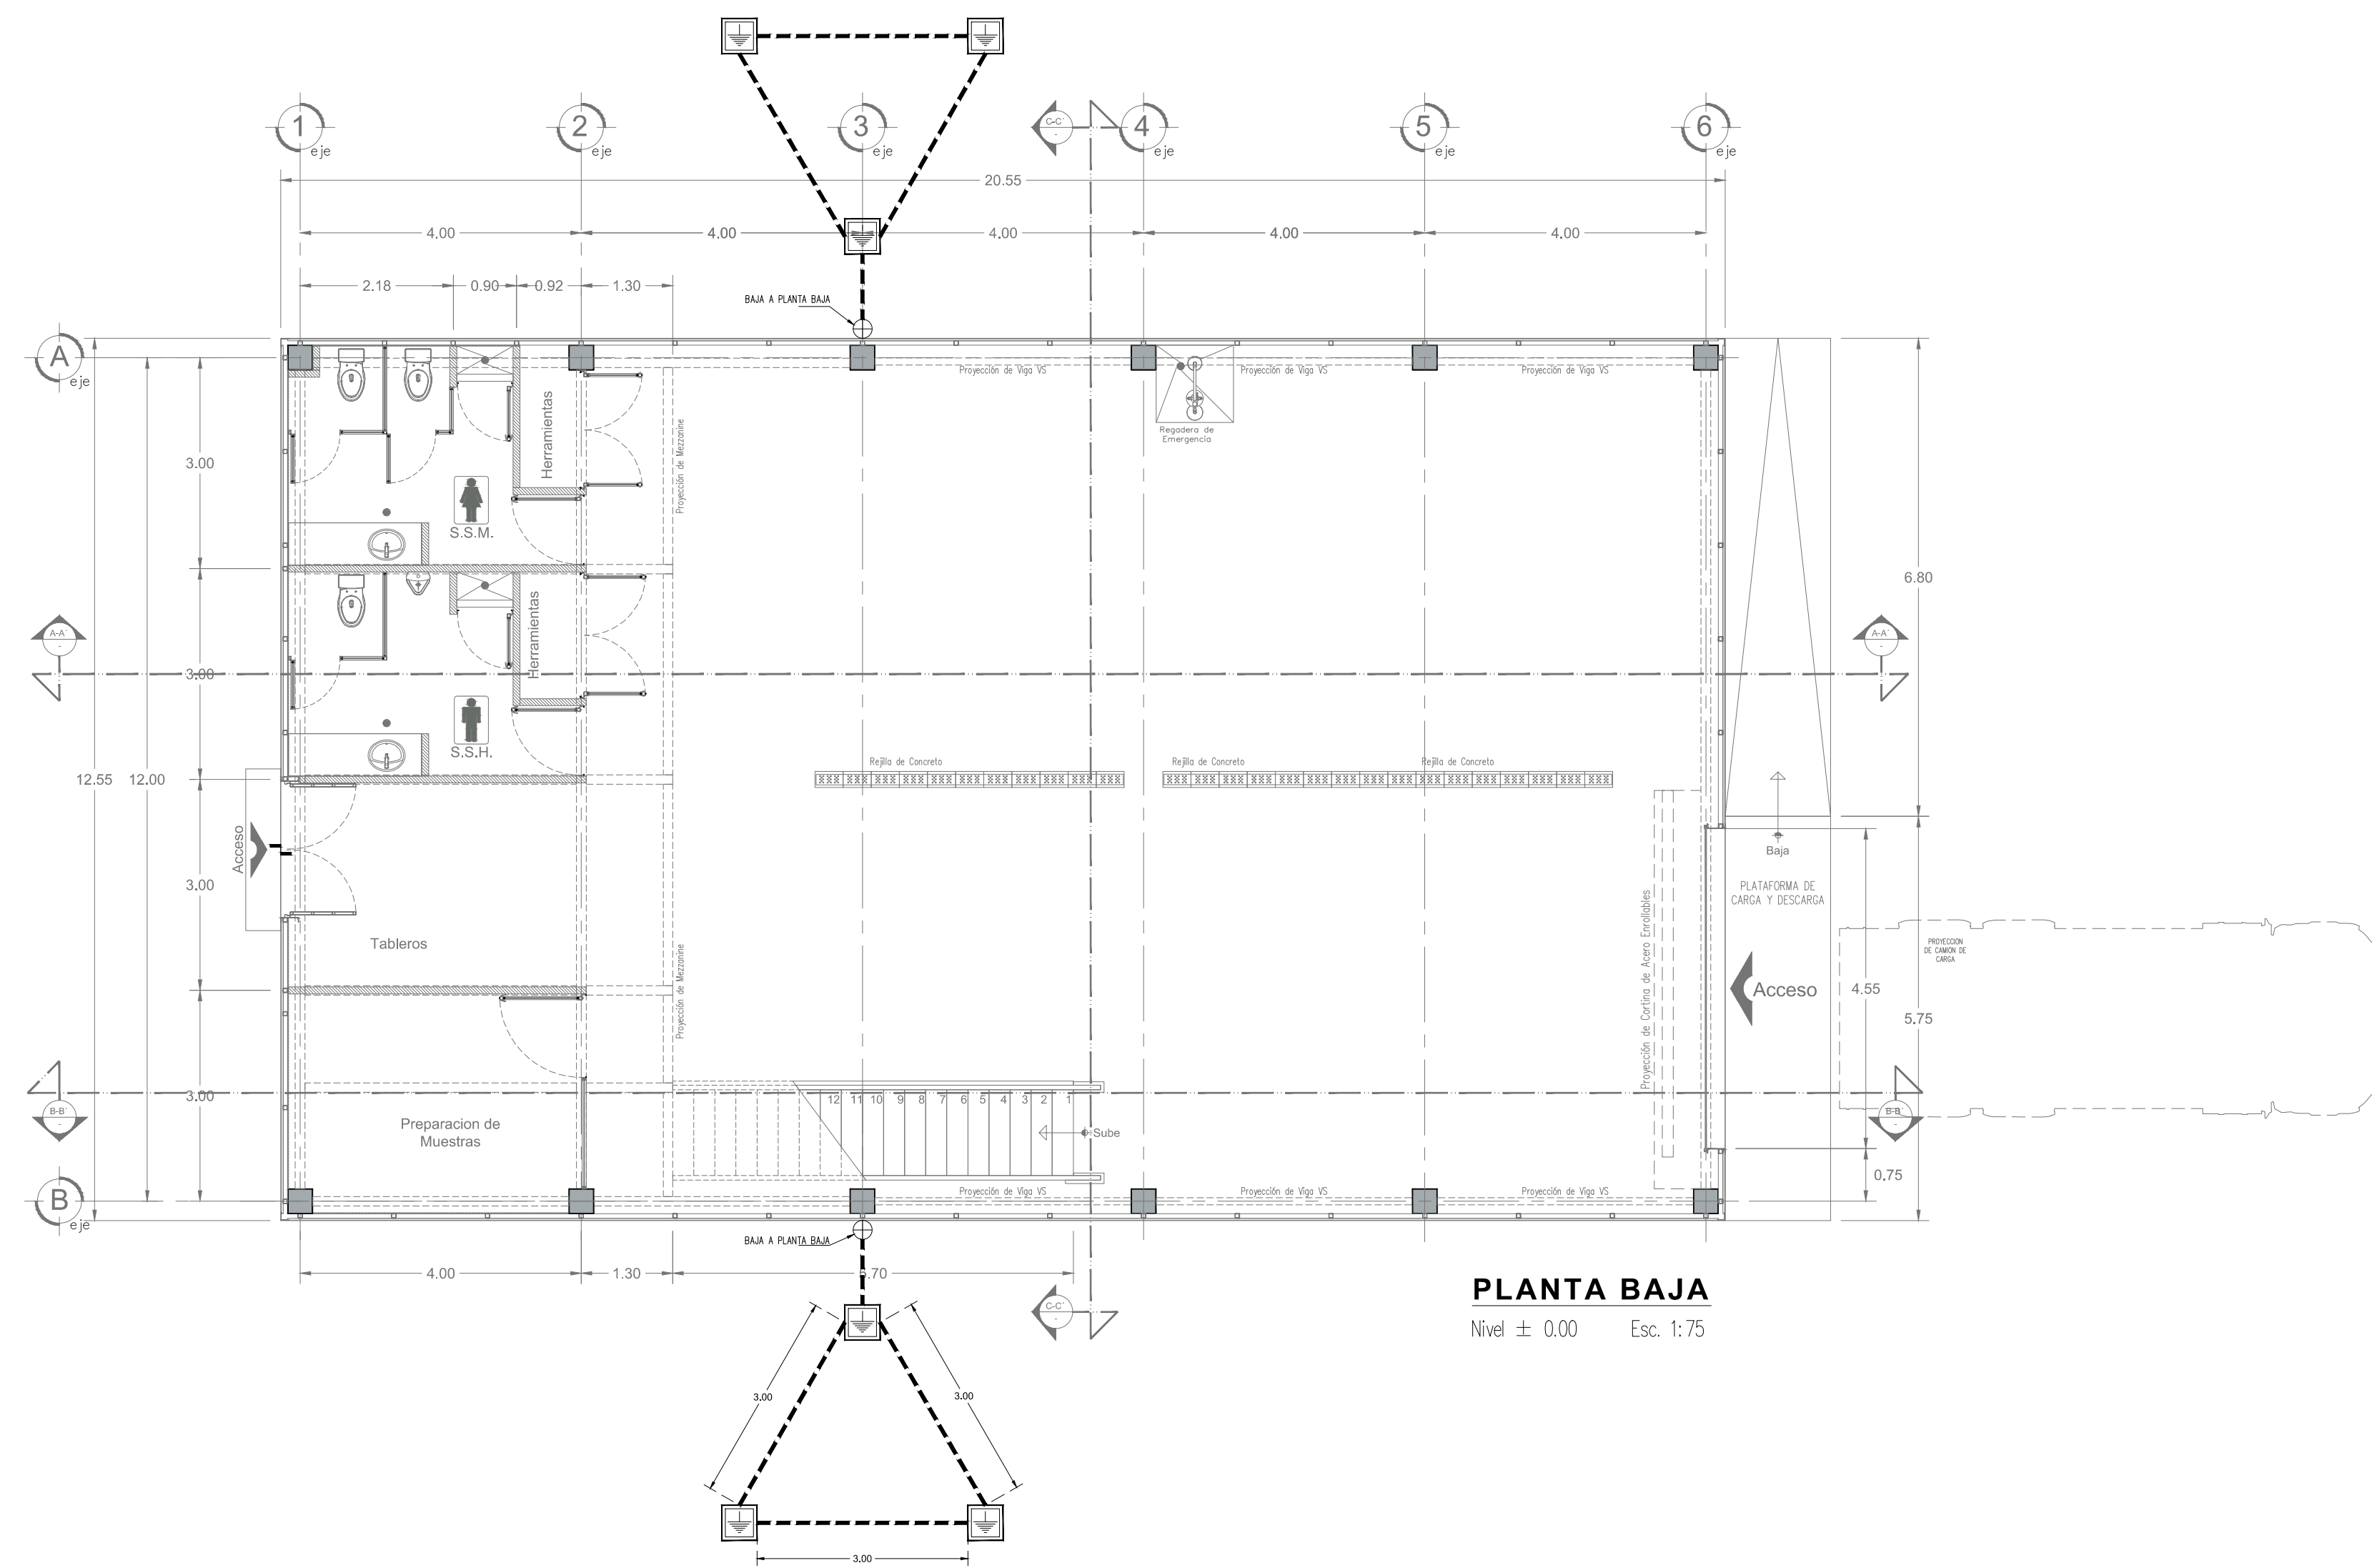 1
eje
2
eje
3
eje
C-C'
-
4
eje
5
eje
6
eje
20.55
4.00
4.00
4.00
4.00
4.00
2.18
0.90
0.92
1.30
BAJA A PLANTA BAJA
A
eje
Proyección de Viga VS
Proyección de Viga VS
Proyección de Viga VS
Herramientas
Proyección de Mezzanine
Regadera de
Emergencia
3.00
S.S.M.
6.80
Herramientas
A-A'
-
A-A'
-
3.00
S.S.H.
Rejilla de Concreto
Rejilla de Concreto
Rejilla de Concreto
12.55
12.00
Acceso
Baja
3.00
PLATAFORMA DE
CARGA Y DESCARGA
Proyección de Cortina de Acero Enrollables
Tableros
Proyección de Mezzanine
PROYECCION
DE CAMION DE
CARGA
Acceso
4.55
5.75
3.00
12 11 10 9 8 7 6 5 4 3 2 1
B-B'
-
B-B'
-
Preparacion de
Muestras
Sube
0.75
B
eje
Proyección de Viga VS
Proyección de Viga VS
Proyección de Viga VS
BAJA A PLANTA BAJA
4.00
1.30
5.70
C-C'
-
PLANTA BAJA
Nivel ± 0.00
Esc. 1:75
3.00
3.00
3.00